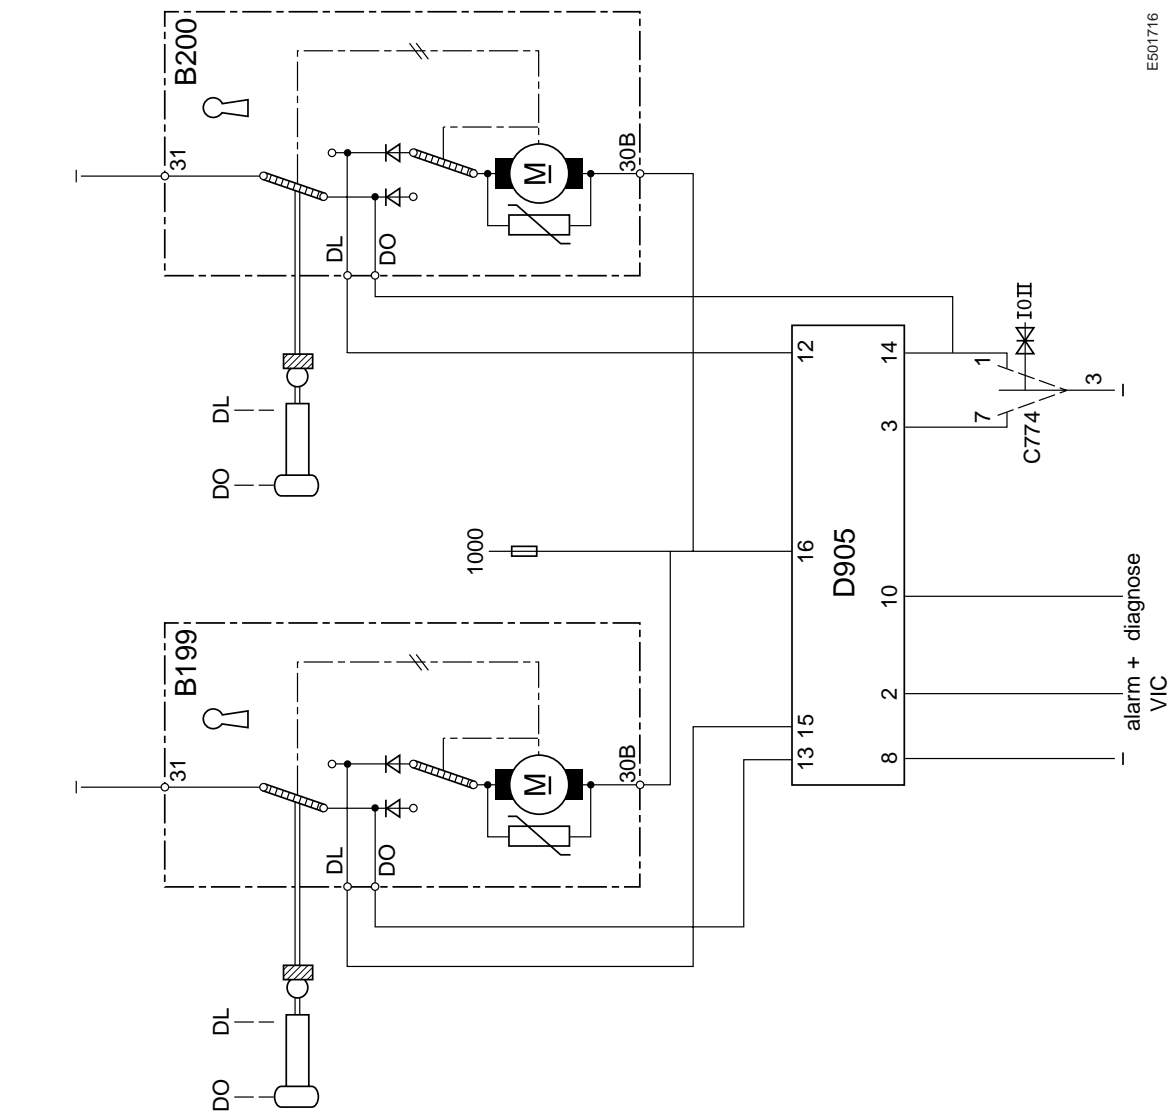 E501716
B200
31
30B
M
DL
DO
DL
DO
12
14
1
I0II
3
3
7
C774
1000
16
D905
10
2
8
15
13
alarm + diagnose
VIC
B199
31
30B
M
DL
DO
DL
DO